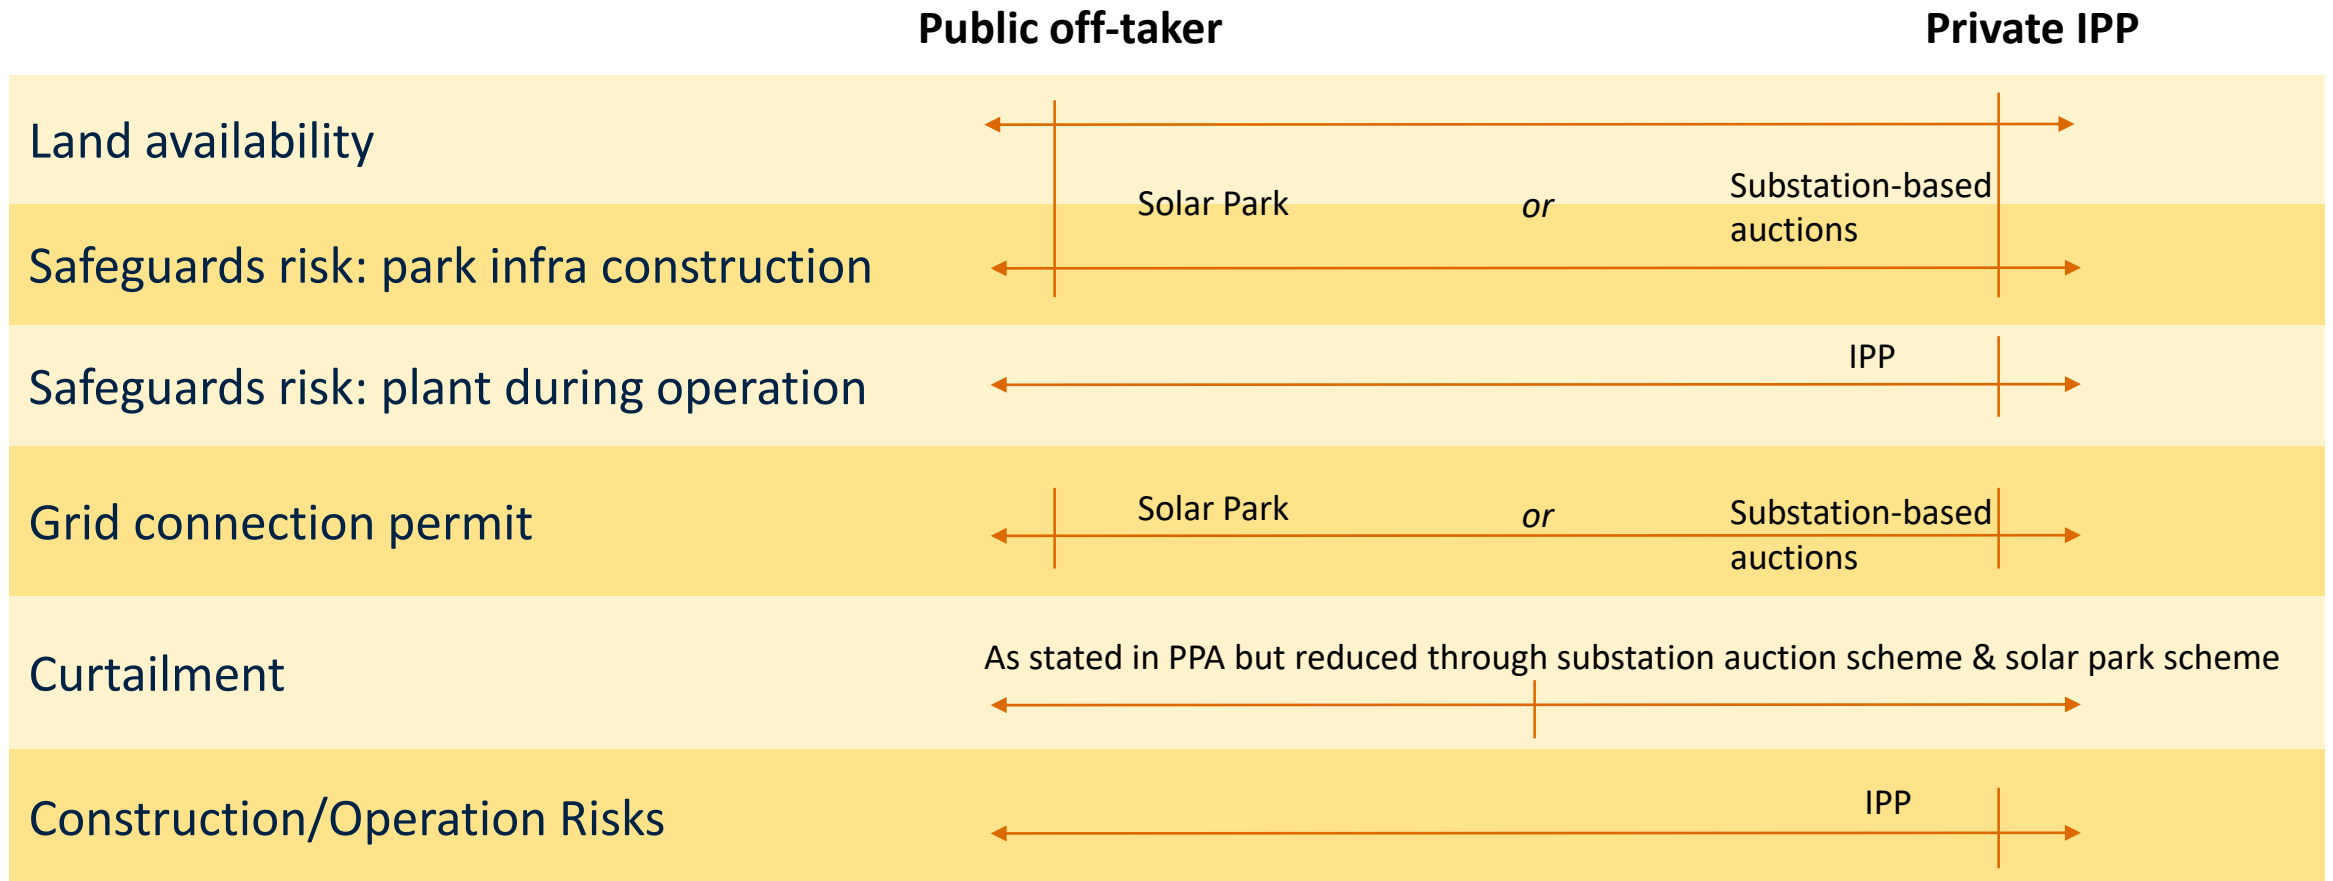 Public off-taker
Private IPP
Land availability
Solar Park
or
Substation-based
auctions
Safeguards risk: park infra construction
Safeguards risk: plant during operation
IPP
Grid connection permit
Solar Park
or
Substation-based
auctions
Curtailment
As stated in PPA but reduced through substation auction scheme & solar park scheme
Construction/Operation Risks
IPP